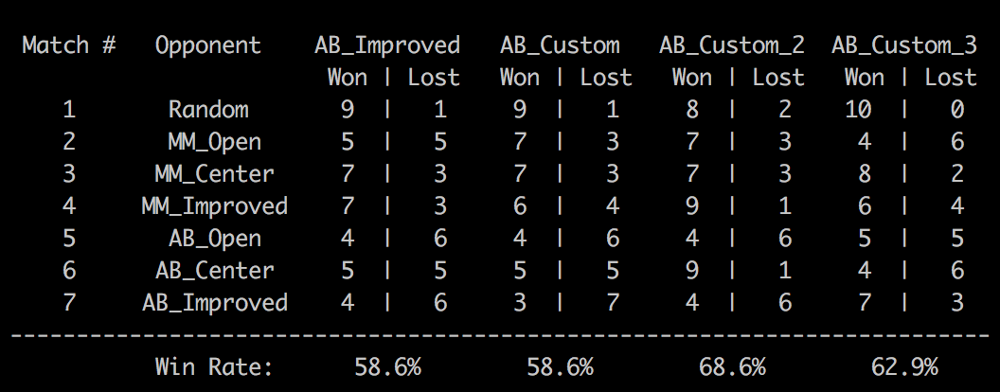 Match # Opponent AB_Improved AB_Custom AB_Custom_2 AB_Custom_3
Won | Lost Won | Lost Won | Lost Won | Lost
1 Random 9 | 1 9 | 1 8 | 2 10 | 0
2 MM_Open 5 | 5 7 | 3 7 | 3 4 | 6
3 MM_Center 7 | 3 7 | 3 7 | 3 8 | 2
4 MM_Improved 7 | 3 6 | 4 9 | 1 6 | 4
5 AB_Open 4 | 6 4 | 6 4 | 6 5 | 5
6 AB_Center 5 | 5 5 | 5 9 | 1 4 | 6
7 AB_Improved 4 | 6 3 | 7 4 | 6 7 | 3
--------------------------------------------------------------------------
Win Rate: 58.6% 58.6% 68.6% 62.9%